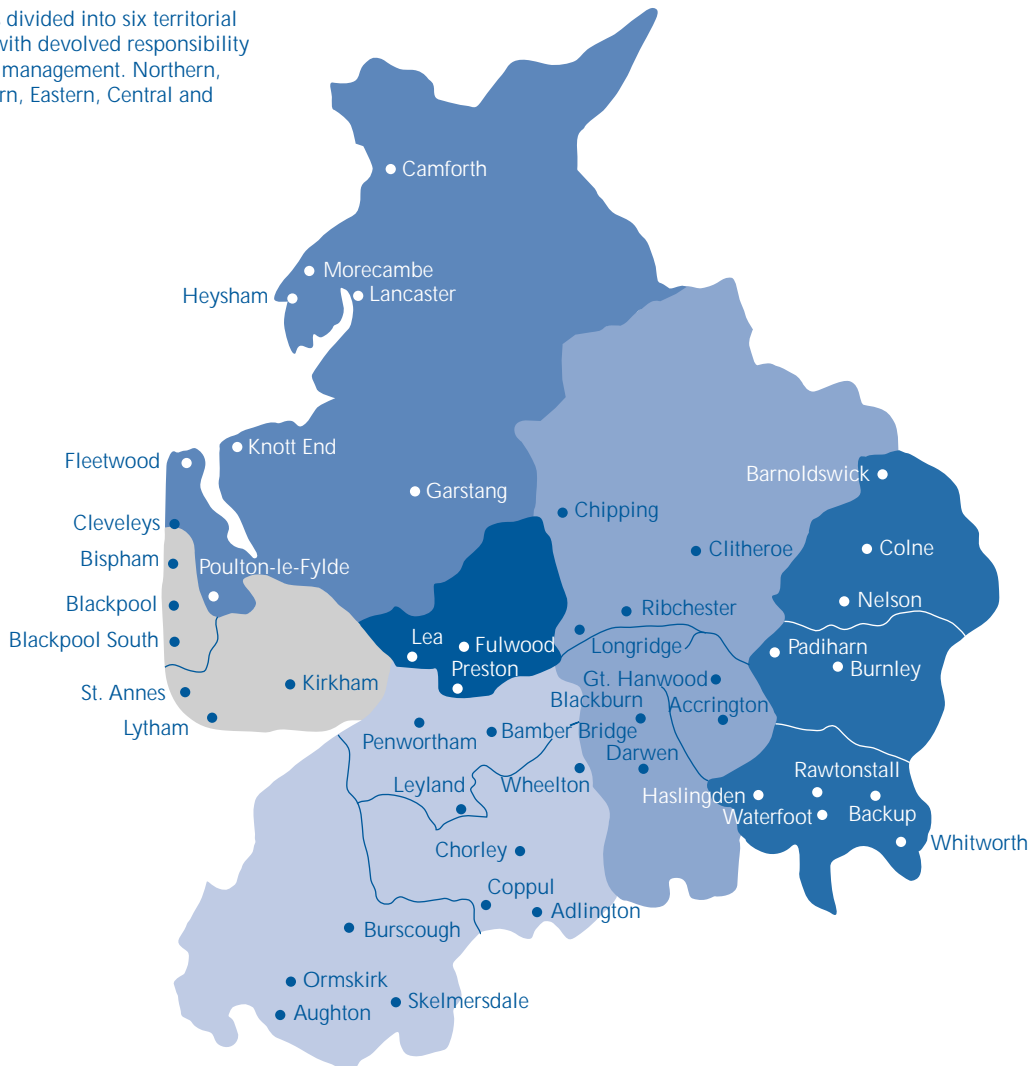 divided into six territorial
with devolved responsibility
management. Northern,
rn, Eastern, Central and
Camforth
Morecambe
Heysham
Lancaster
Knott End
Fleetwood
Garstang
Barnoldswick
Chipping
Cleveleys
Clitheroe
Colne
Bispham
Poulton-le-Fylde
Blackpool
Nelson
Ribchester
Blackpool South
Lea
Fulwood
Longridge
Padiharn
Preston
Burnley
St. Annes
Kirkham
Gt. Hanwood
Blackburn
Accrington
Lytham
Penwortham
Bamber Bridge
Darwen
Leyland
Wheelton
Rawtonstall
Haslingden
Waterfoot
Backup
Whitworth
Chorley
Coppul
Adlington
Burscough
Ormskirk
Skelmersdale
Aughton